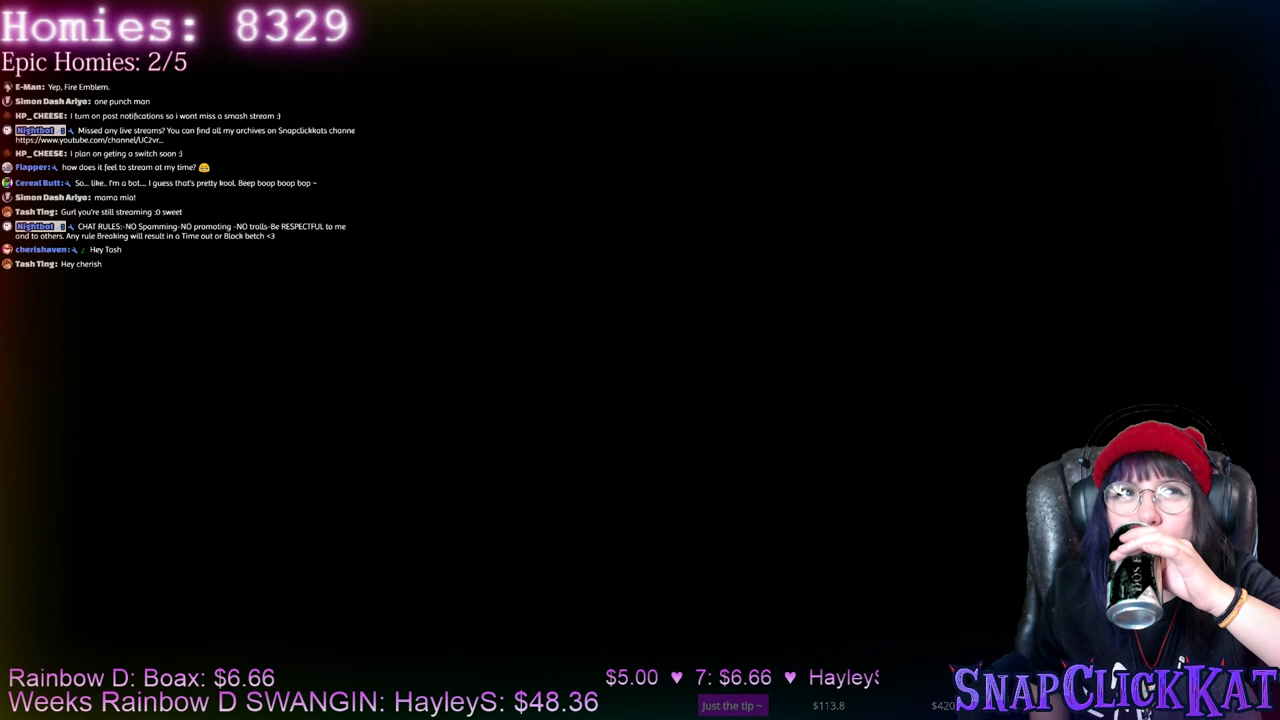 Homies: 8329
Epic Homies: 2/5
E-Man: Yep, Fire Emblem.
Simon Dash Ariyo: one punch man
HP_CHEESE: I turn on post notifications so i wont miss a smash stream :)
Nightbot Missed any live streams? You can find all my archives on Snapclickkats channe
https://www.youtube.com/channel/UC2vr...
HP_CHEESE: I plan on geting a switch soon :)
Flapper: how does it feel to stream at my time? 😂
Cereal Butt: So... like.. I'm a bot.... I guess that's pretty kool. Beep boop boop bop ~
Simon Dash Ariyo: mama mia!
Tash Ting: Gurl you're still streaming :0 sweet
Nightbot CHAT RULES:-NO Spamming-NO promoting -NO trolls-Be RESPECTFUL to me
and to others. Any rule Breaking will result in a Time out or Block betch <3
cherishaven: Hey Tash
Tash Ting: Hey cherish
DOS E
Rainbow D: Boax: $6.66
$5.00 ♥ 7: $6.66 ♥ HayleyS
Weeks Rainbow D SWANGIN: HayleyS: $48.36
Just the tip ~ $113.8 $420
SNAPCLICKKAT